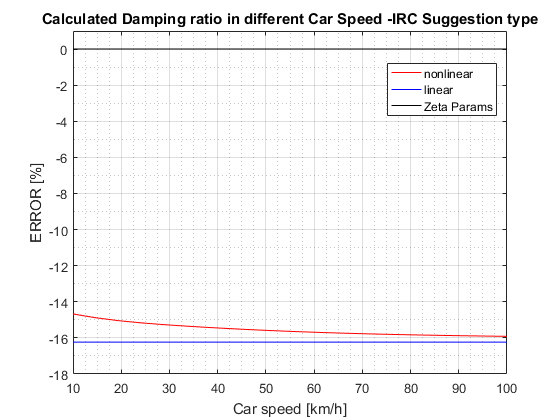 Calculated Damping ratio in different Car Speed -IRC Suggestion type
0
-2
-4
-6
-8
-10
-12
-14
-16
-18
ERROR [%]
nonlinear
linear
Zeta Params
10 20 30 40 50 60 70 80 90 100
Car speed [km/h]